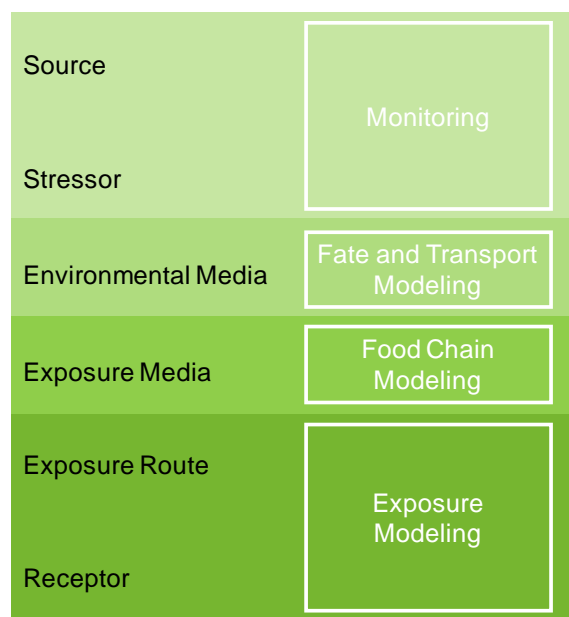 Source
Monitoring
Stressor
Environmental Media
Fate and Transport
Modeling
Exposure Media
Food Chain
Modeling
Exposure Route
Exposure
Modeling
Receptor